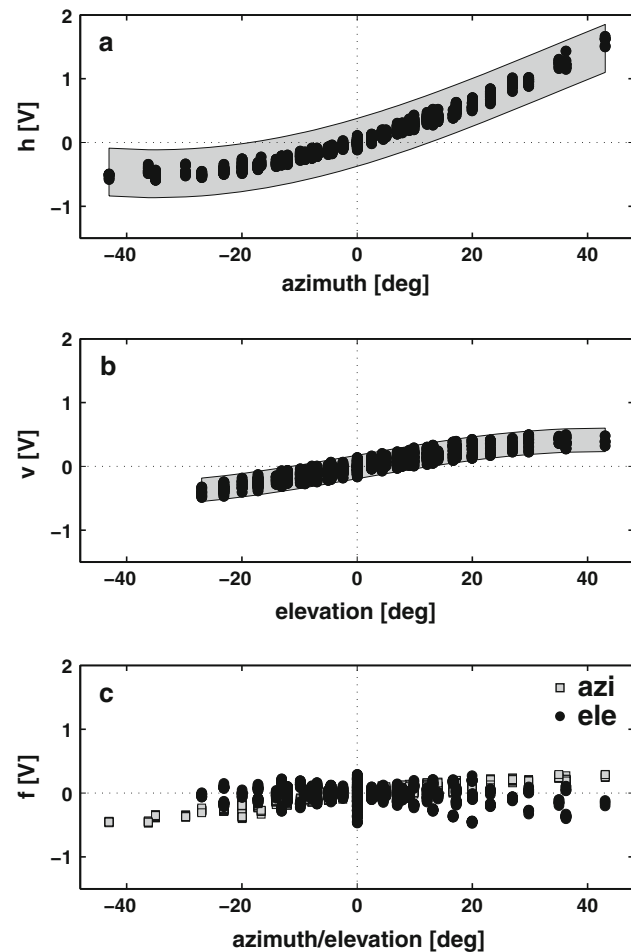 a
2
1
0
−1
h [V]
−40 −20 0 20 40
azimuth [deg]
b
2
1
0
−1
v [V]
−40 −20 0 20 40
elevation [deg]
c
azi
ele
2
1
0
−1
f [V]
−40 −20 0 20 40
azimuth/elevation [deg]